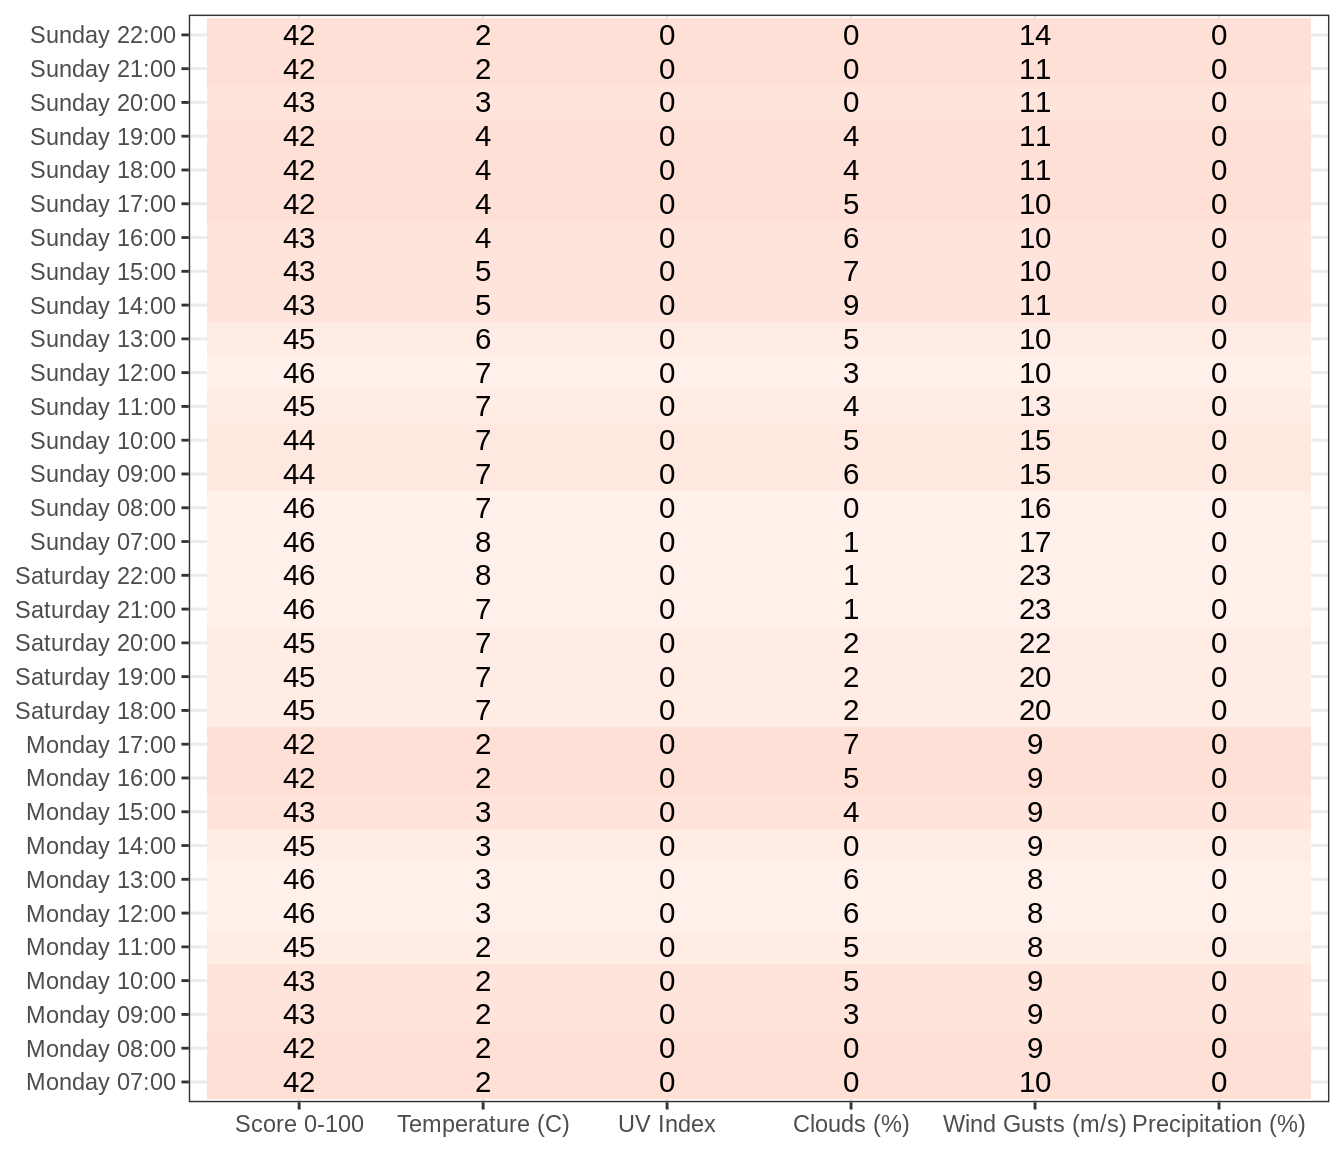 Sunday 22:00 42 2 0 0 14 0
Sunday 21:00 42 2 0 0 11 0
Sunday 20:00 43 3 0 0 11 0
Sunday 19:00 42 4 0 4 11 0
Sunday 18:00 42 4 0 4 11 0
Sunday 17:00 42 4 0 5 10 0
Sunday 16:00 43 4 0 6 10 0
Sunday 15:00 43 5 0 7 10 0
Sunday 14:00 43 5 0 9 11 0
Sunday 13:00 45 6 0 5 10 0
Sunday 12:00 46 7 0 3 10 0
Sunday 11:00 45 7 0 4 13 0
Sunday 10:00 44 7 0 5 15 0
Sunday 09:00 44 7 0 6 15 0
Sunday 08:00 46 7 0 0 16 0
Sunday 07:00 46 8 0 1 17 0
Saturday 22:00 46 8 0 1 23 0
Saturday 21:00 46 7 0 1 23 0
Saturday 20:00 45 7 0 2 22 0
Saturday 19:00 45 7 0 2 20 0
Saturday 18:00 45 7 0 2 20 0
Monday 17:00 42 2 0 7 9 0
Monday 16:00 42 2 0 5 9 0
Monday 15:00 43 3 0 4 9 0
Monday 14:00 45 3 0 0 9 0
Monday 13:00 46 3 0 6 8 0
Monday 12:00 46 3 0 6 8 0
Monday 11:00 45 2 0 5 8 0
Monday 10:00 43 2 0 5 9 0
Monday 09:00 43 2 0 3 9 0
Monday 08:00 42 2 0 0 9 0
Monday 07:00 42 2 0 0 10 0
Score 0-100 Temperature (C) UV Index Clouds (%) Wind Gusts (m/s) Precipitation (%)